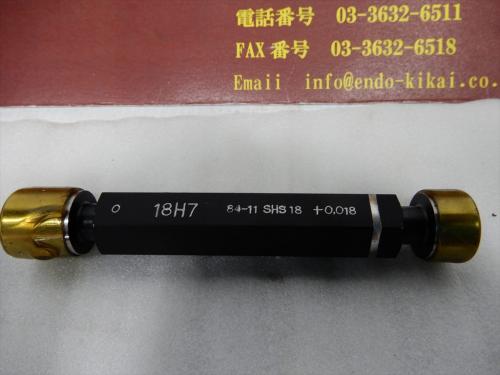 電話番号 03-3632-6511
FAX番号 03-3632-6518
Emaii info@endo-kikai.co
0 18H7 84-11 SHS 18 +0.018